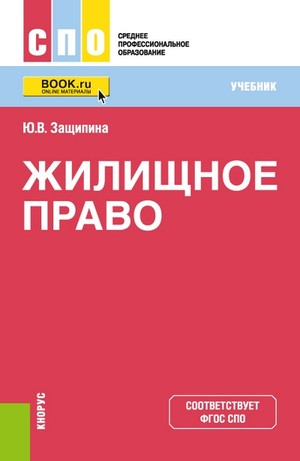 СПО
СРЕДНЕЕ
ПРОФЕССИОНАЛЬНОЕ
ОБРАЗОВАНИЕ
BOOK.ru
ONLINE МАТЕРИАЛЫ
УЧЕБНИК
Ю.В. Защипина
ЖИЛИЩНОЕ
ПРАВО
КНОРУС
СООТВЕТСТВУЕТ
ФГОС СПО